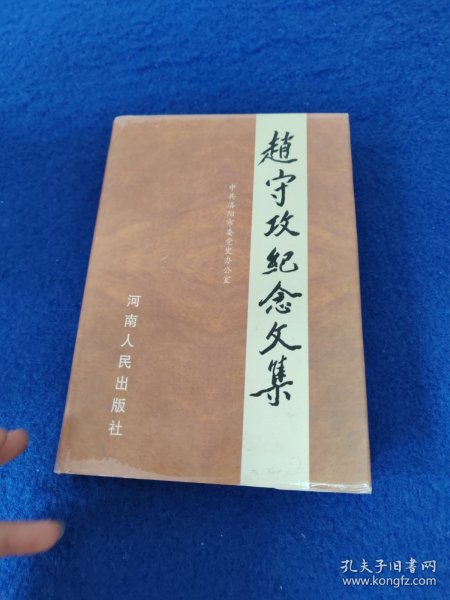 趙守攻紀念文集
中共洛阳市委党史办公室
河南人民出版社
孔夫子旧书网
www.kongfz.com